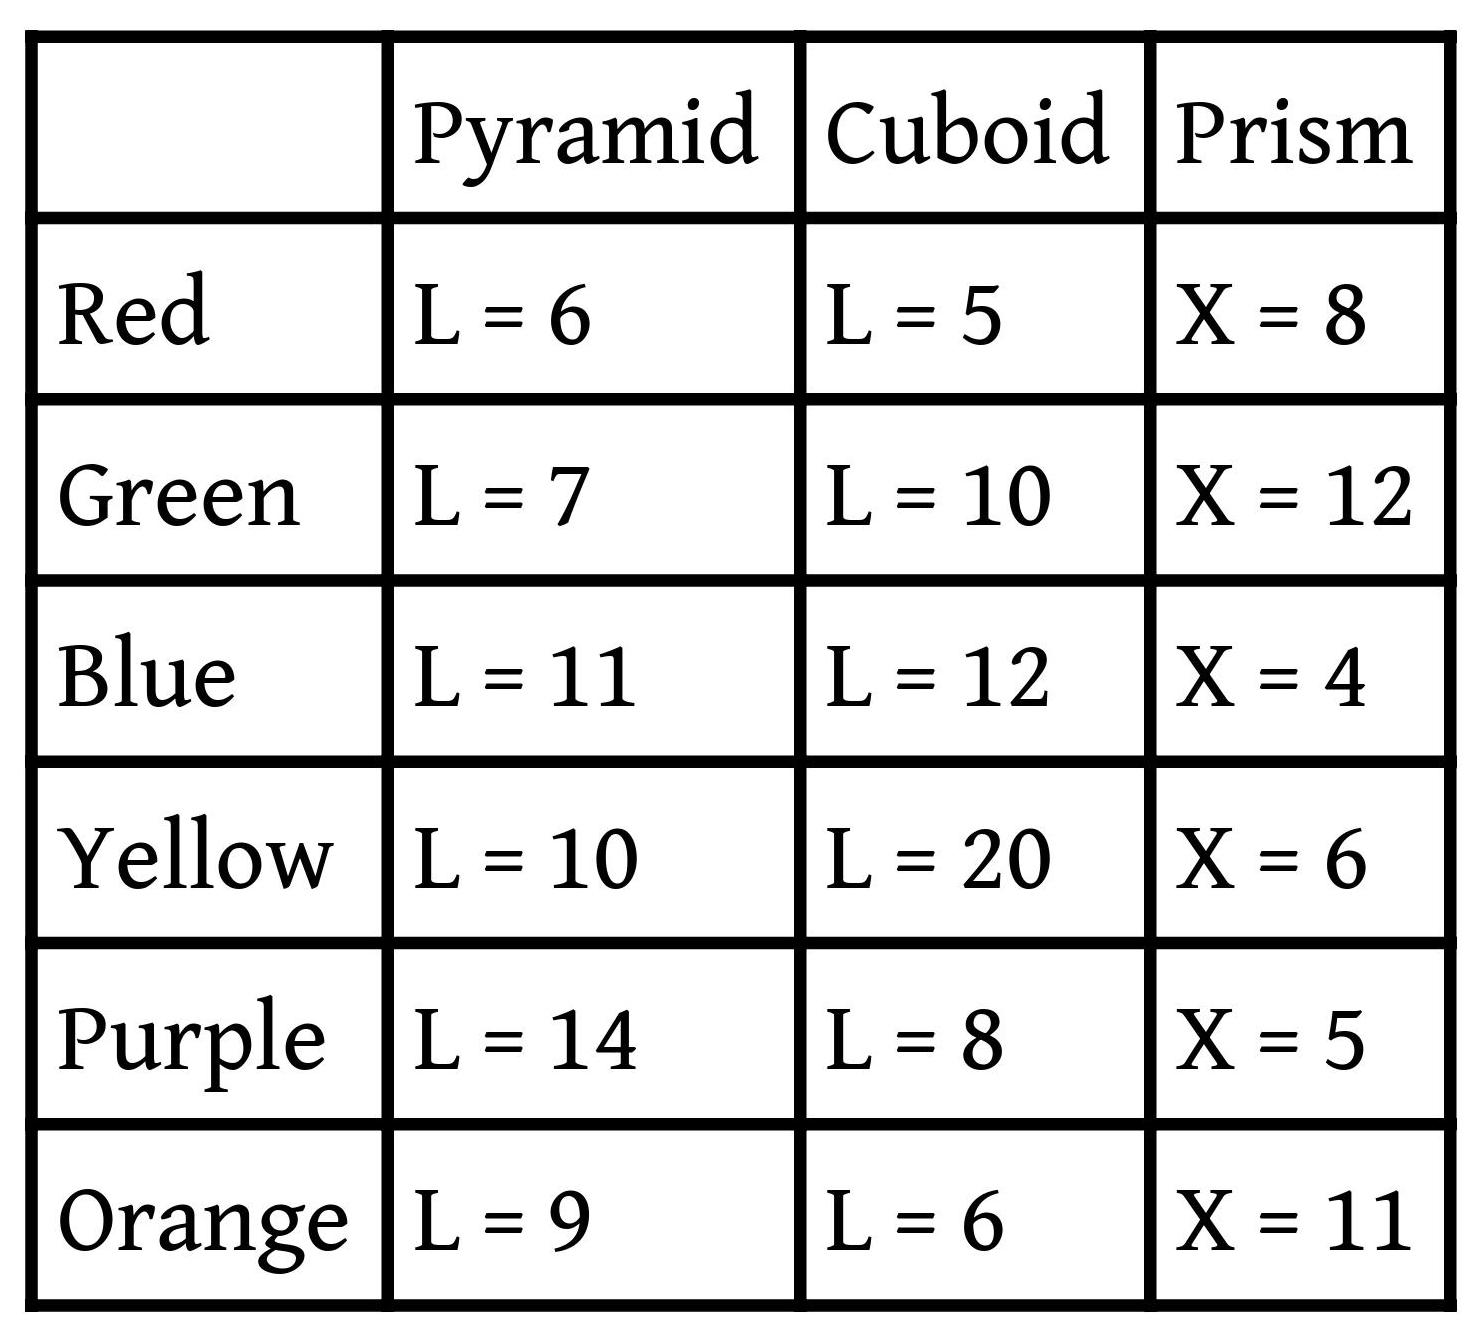 Pyramid Cuboid Prism
Red L = 6 L = 5 X = 8
Green L = 7 L = 10 X = 12
Blue L = 11 L = 12 X = 4
Yellow L = 10 L = 20 X = 6
Purple L = 14 L = 8 X = 5
Orange L = 9 L = 6 X = 11